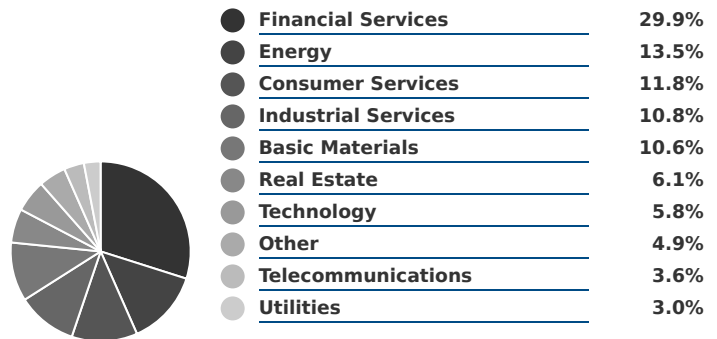 Financial Services 29.9%
Energy 13.5%
Consumer Services 11.8%
Industrial Services 10.8%
Basic Materials 10.6%
Real Estate 6.1%
Technology 5.8%
Other 4.9%
Telecommunications 3.6%
Utilities 3.0%